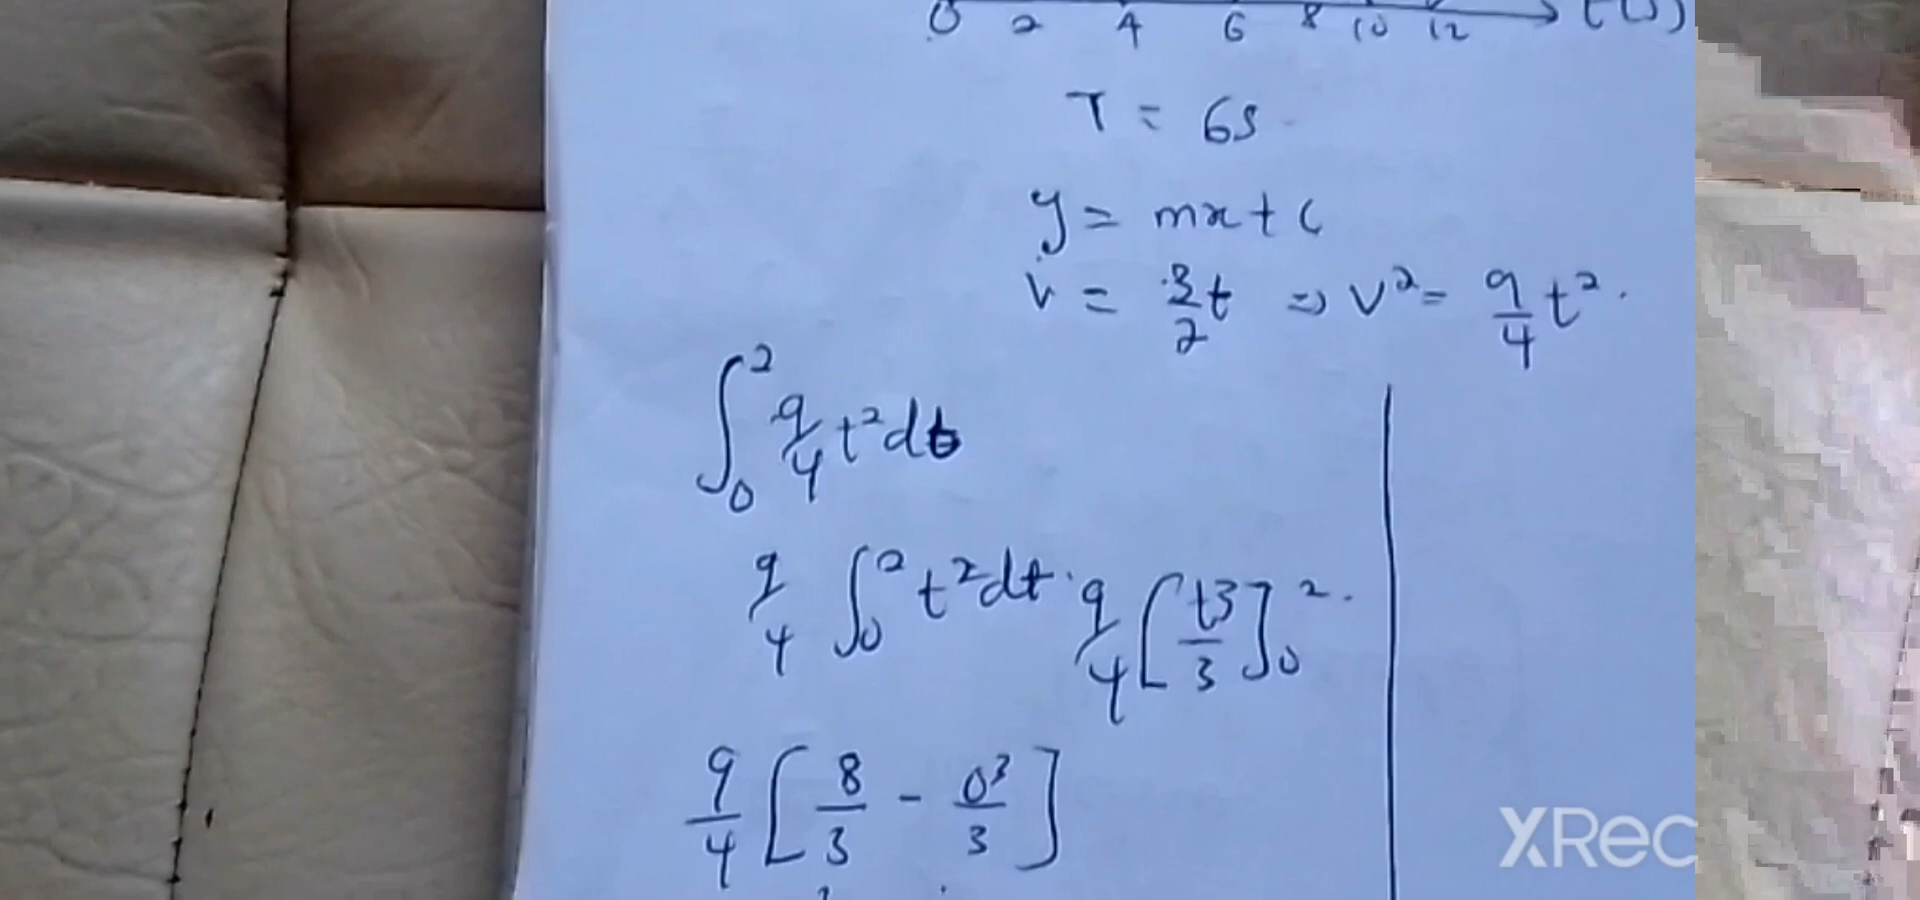 0 2 4 6 8 10 12 t(s)
T = 6s
y = mx + c
V = 3/2 t ⇒ V² = 9/4 t².
∫₀² 9/4 t² dt
9/4 ∫₀² t² dt. 9/4 [t³/3]₀².
9/4 [8/3 - 0³/3]
XRec